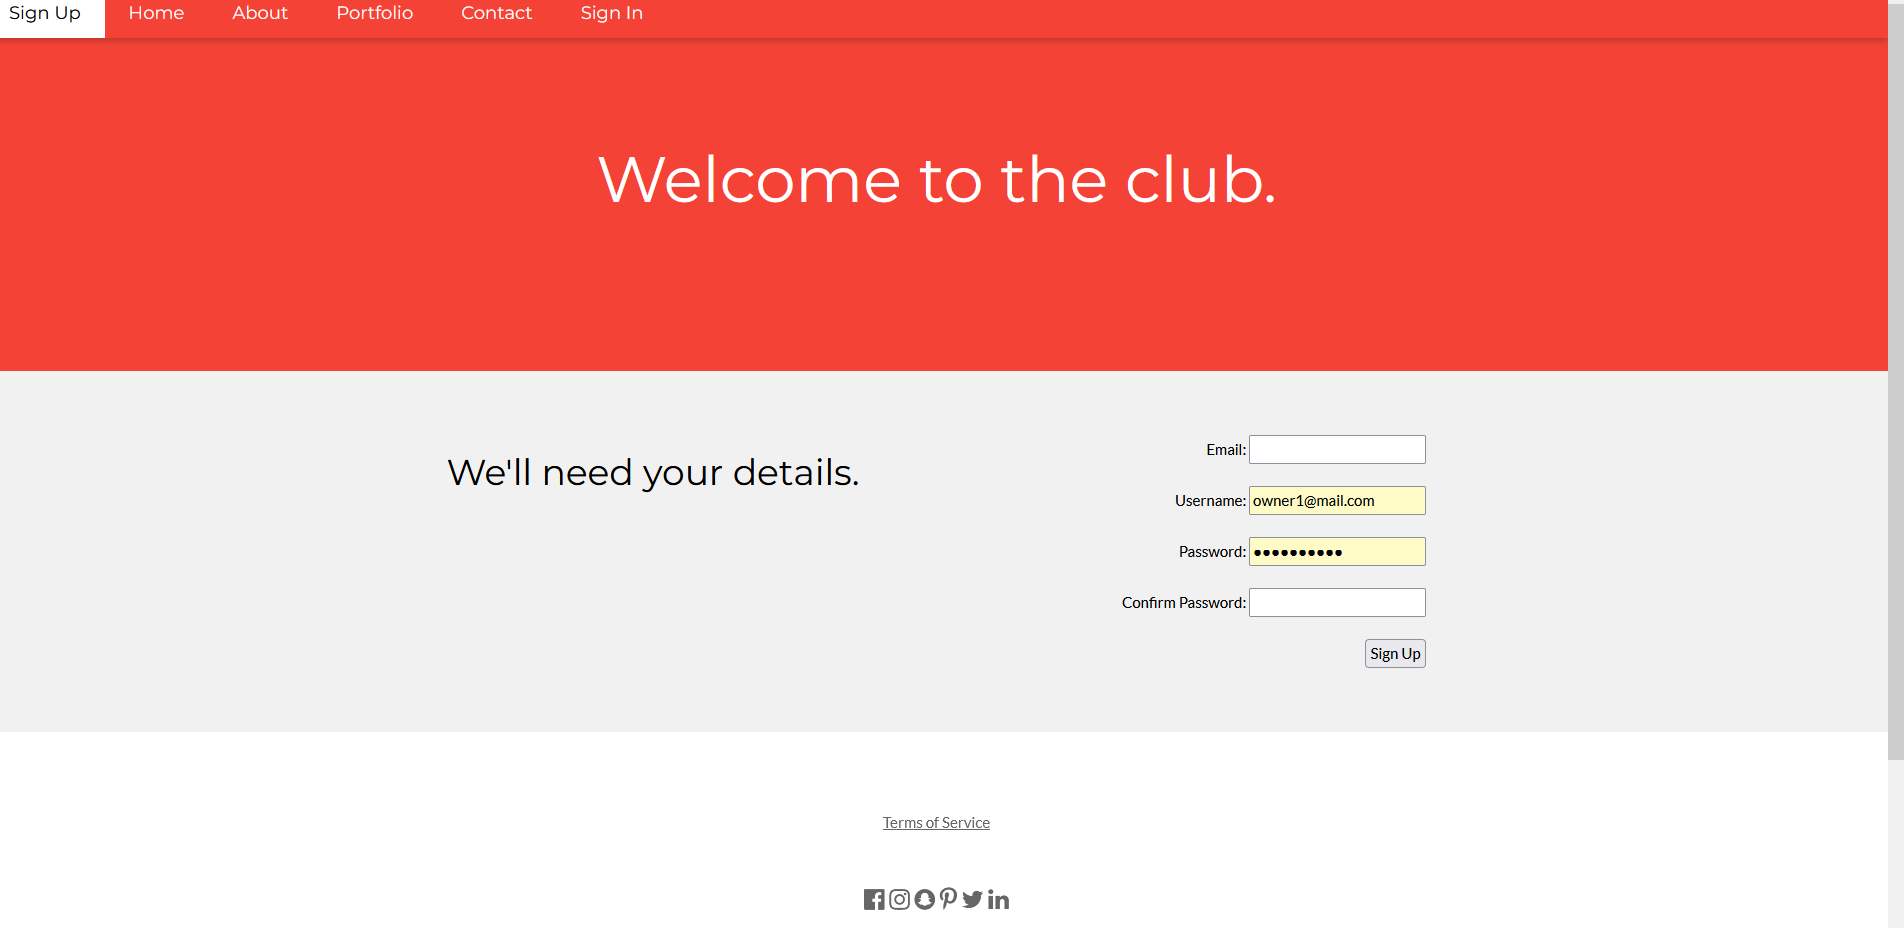 Sign Up Home About Portfolio Contact Sign In
Welcome to the club.
We'll need your details.
Email:
Username: owner1@mail.com
Password: ●●●●●●●●●●
Confirm Password:
Sign Up
Terms of Service